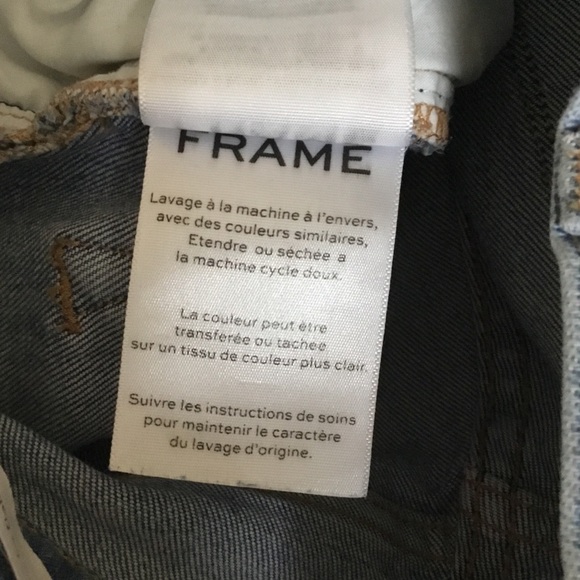 FRAME
Lavage à la machine à l'envers,
avec des couleurs similaires,
Etendre ou séchée a
la machine cycle doux.
La couleur peut être
transférée ou tachee
sur un tissu de couleur plus clair.
Suivre les instructions de soins
pour maintenir le caractère
du lavage d'origine.